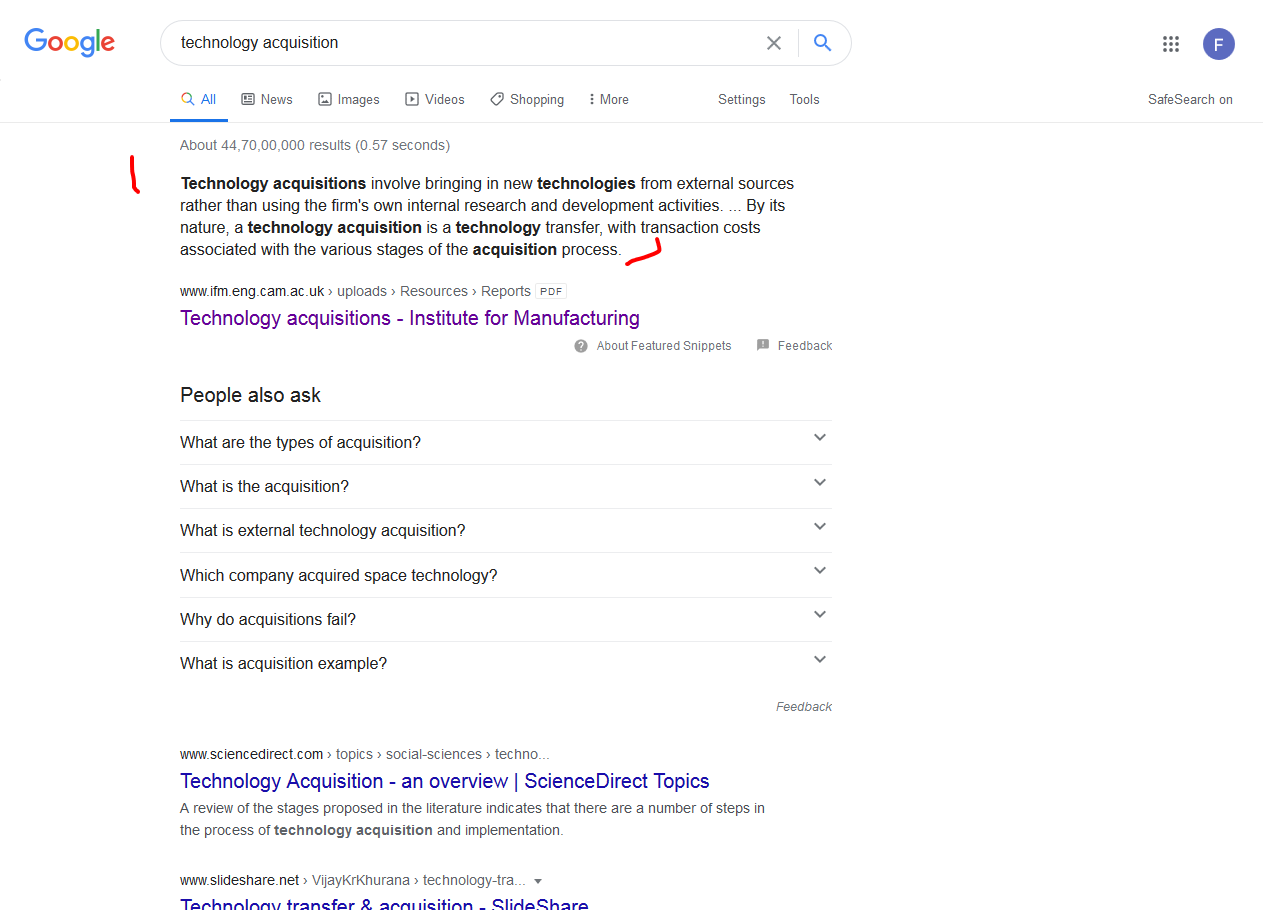 Google
technology acquisition
F
All News Images Videos Shopping More Settings Tools SafeSearch on
About 44,70,00,000 results (0.57 seconds)
Technology acquisitions involve bringing in new technologies from external sources
rather than using the firm's own internal research and development activities. ... By its
nature, a technology acquisition is a technology transfer, with transaction costs
associated with the various stages of the acquisition process.
www.ifm.eng.cam.ac.uk › uploads › Resources › Reports PDF
Technology acquisitions - Institute for Manufacturing
About Featured Snippets Feedback
People also ask
What are the types of acquisition?
What is the acquisition?
What is external technology acquisition?
Which company acquired space technology?
Why do acquisitions fail?
What is acquisition example?
Feedback
www.sciencedirect.com › topics › social-sciences › techno...
Technology Acquisition - an overview | ScienceDirect Topics
A review of the stages proposed in the literature indicates that there are a number of steps in
the process of technology acquisition and implementation.
www.slideshare.net › VijayKrKhurana › technology-tra...
Technology transfer & acquisition - SlideShare